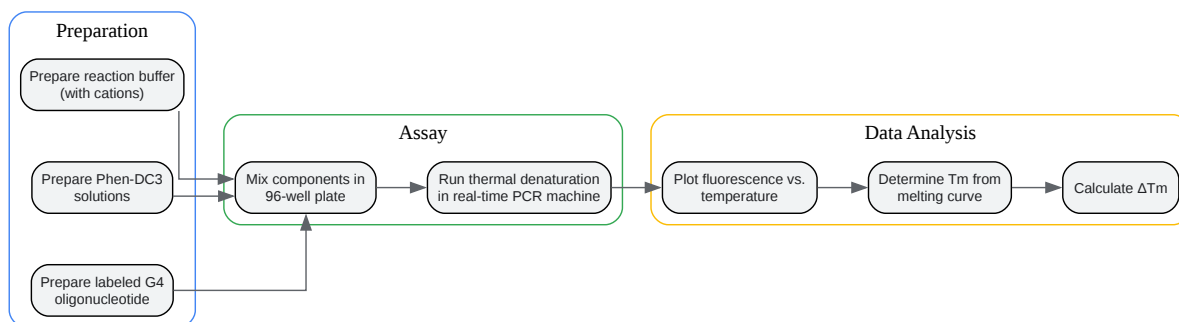 Preparation
Prepare reaction buffer
(with cations)
Prepare Phen-DC3
solutions
Prepare labeled G4
oligonucleotide
Assay
Mix components in
96-well plate
Run thermal denaturation
in real-time PCR machine
Data Analysis
Plot fluorescence vs.
temperature
Determine Tm from
melting curve
Calculate ΔTm